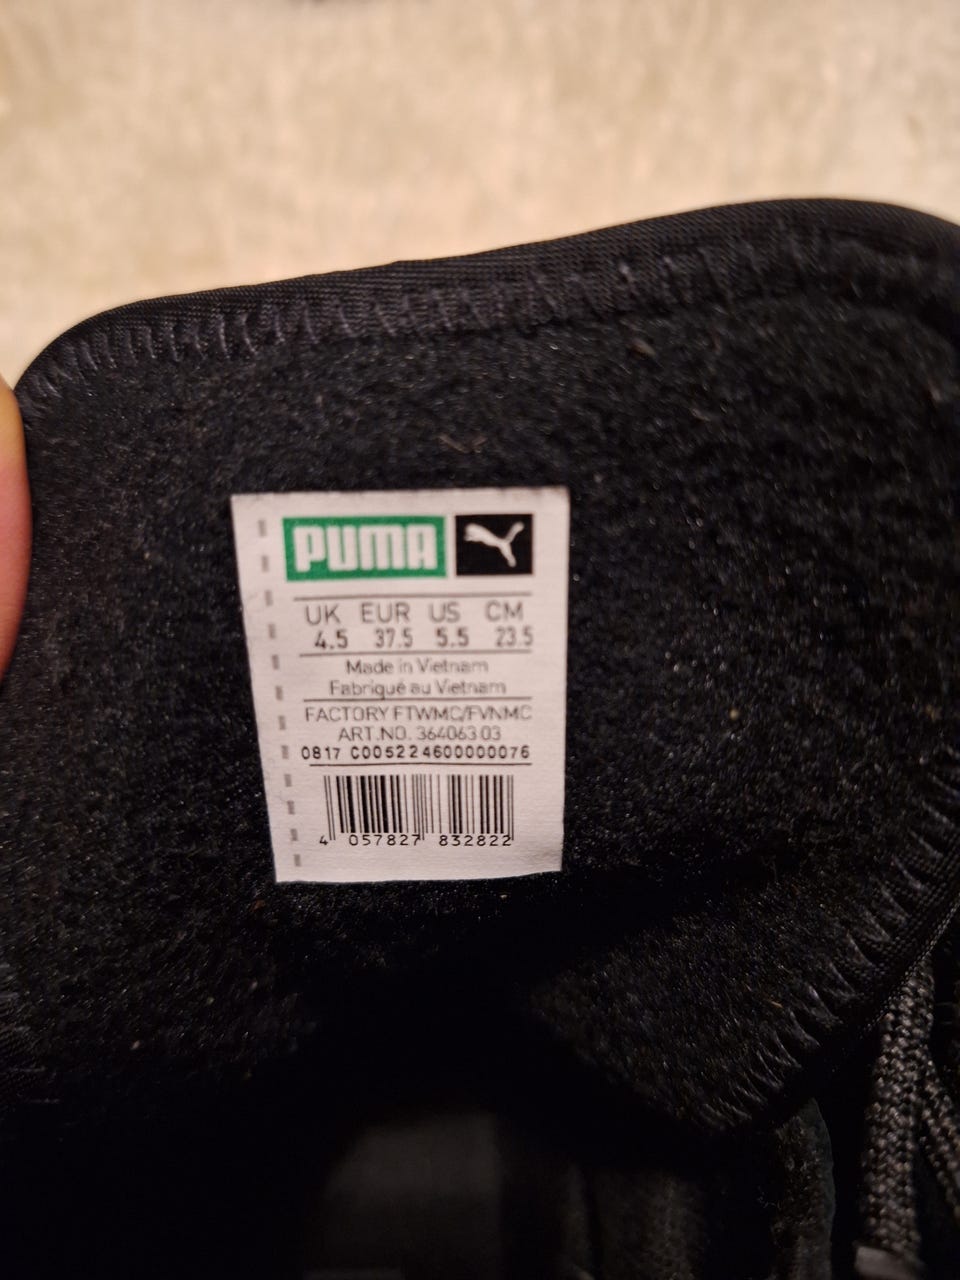 PUMA
UK EUR US CM
4.5 37.5 5.5 23.5
Made in Vietnam
Fabriqué au Vietnam
FACTORY FTWMC/FVNMC
ART.NO. 364063 03
0817 C005224600000076
4 057827 832822